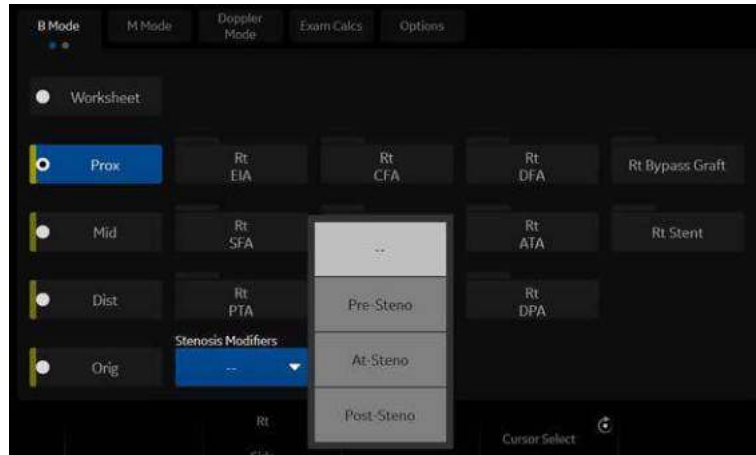 B Mode
M Mode
Doppler
Mode
Exam Calcs
Options
Worksheet
Prox
Rt
EIA
Rt
CFA
Rt
DFA
Rt Bypass Graft
Mid
Rt
SFA
Rt
ATA
Rt Stent
Dist
Rt
PTA
Rt
DPA
Orig
Stenosis Modifiers
--
--
Pre-Steno
At-Steno
Post-Steno
Rt
Cursor Select